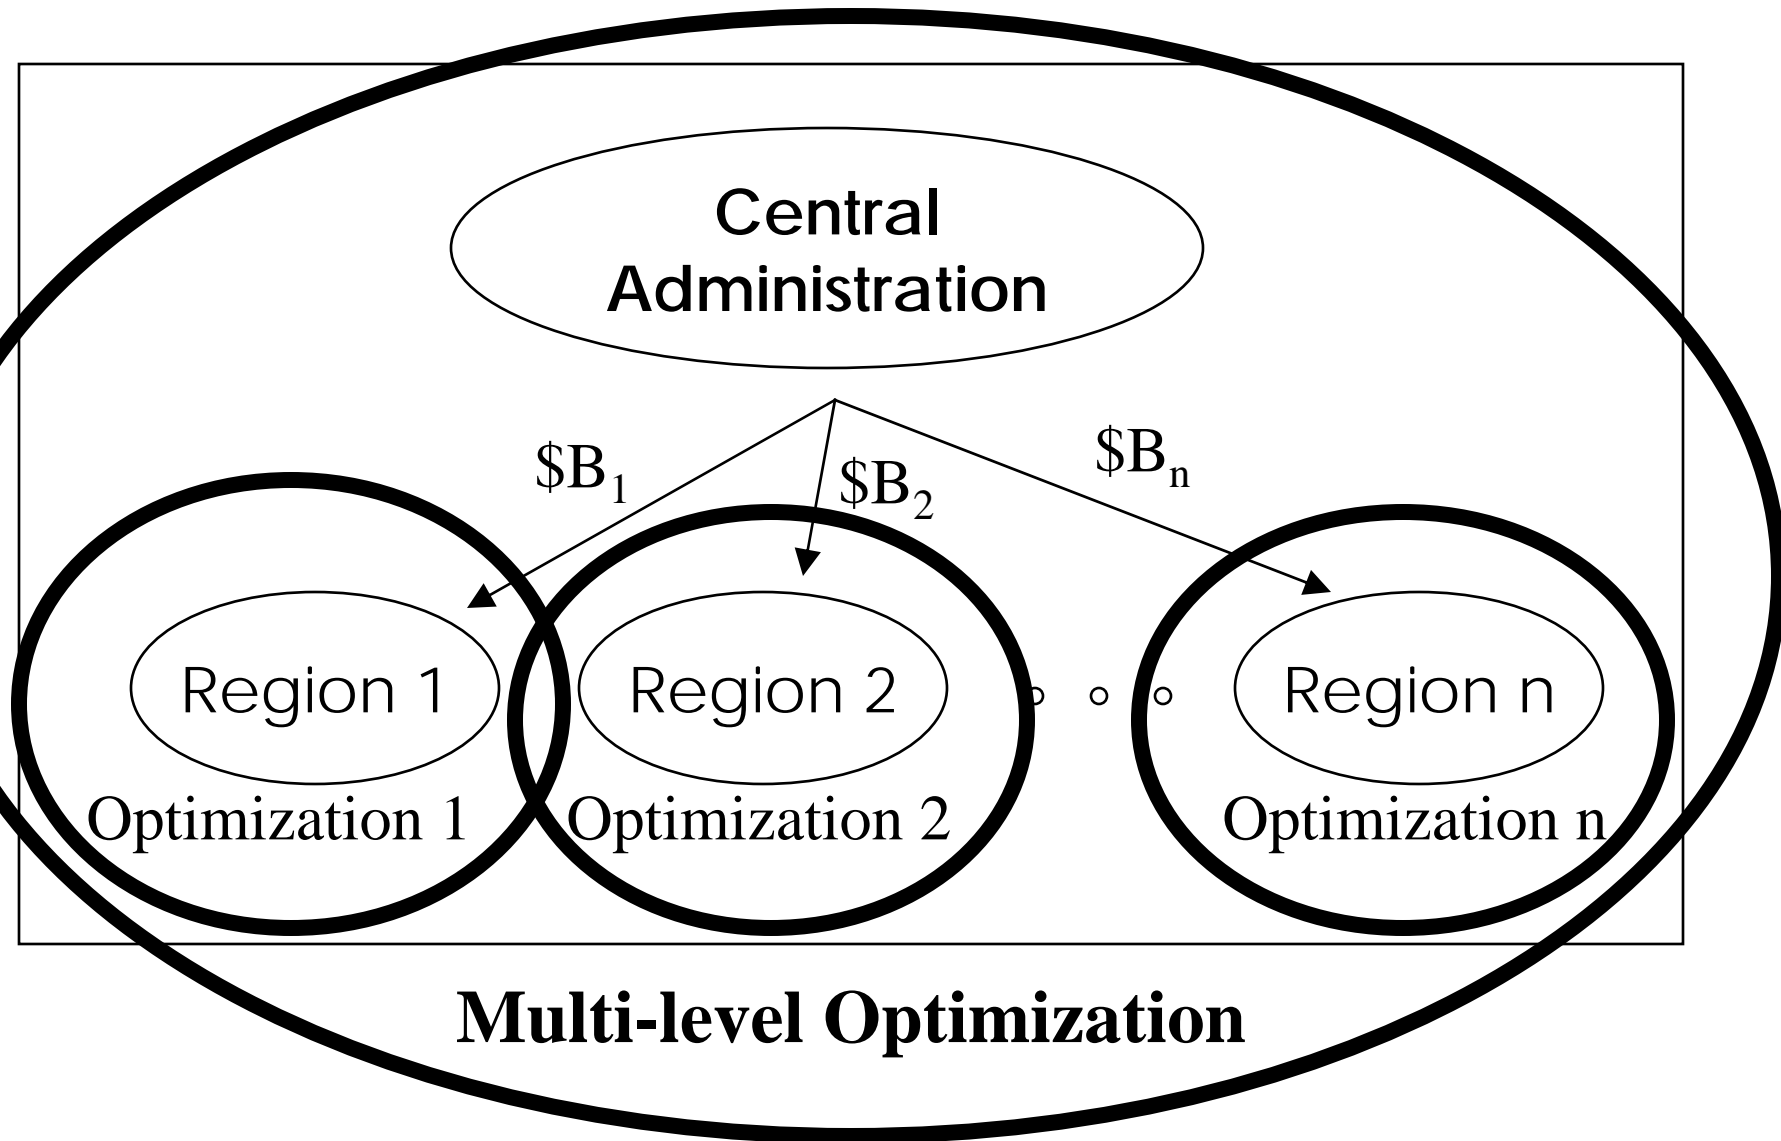 Central
Administration
$B1
$B2
$Bn
Region 1
Region 2
Region n
Optimization 1
Optimization 2
Optimization n
Multi-level Optimization